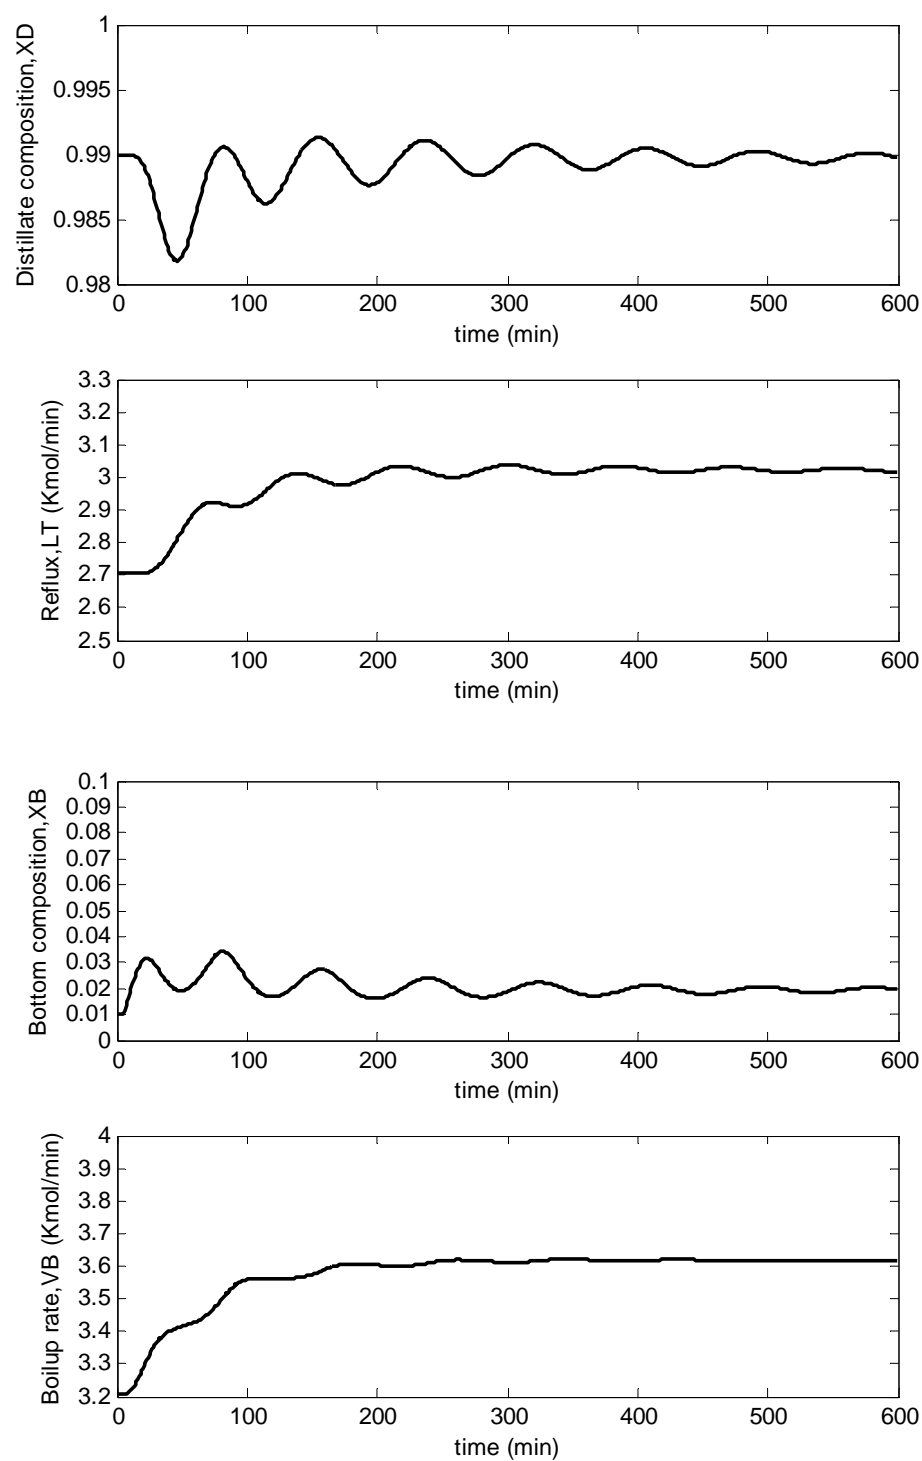 Distillate composition,XD
1
0.995
0.99
0.985
0.98
0 100 200 300 400 500 600
time (min)
Reflux,LT (Kmol/min)
3.3
3.2
3.1
3
2.9
2.8
2.7
2.6
2.5
0 100 200 300 400 500 600
time (min)
Bottom composition,XB
0.1
0.09
0.08
0.07
0.06
0.05
0.04
0.03
0.02
0.01
0
0 100 200 300 400 500 600
time (min)
Boilup rate,VB (Kmol/min)
4
3.9
3.8
3.7
3.6
3.5
3.4
3.3
3.2
0 100 200 300 400 500 600
time (min)